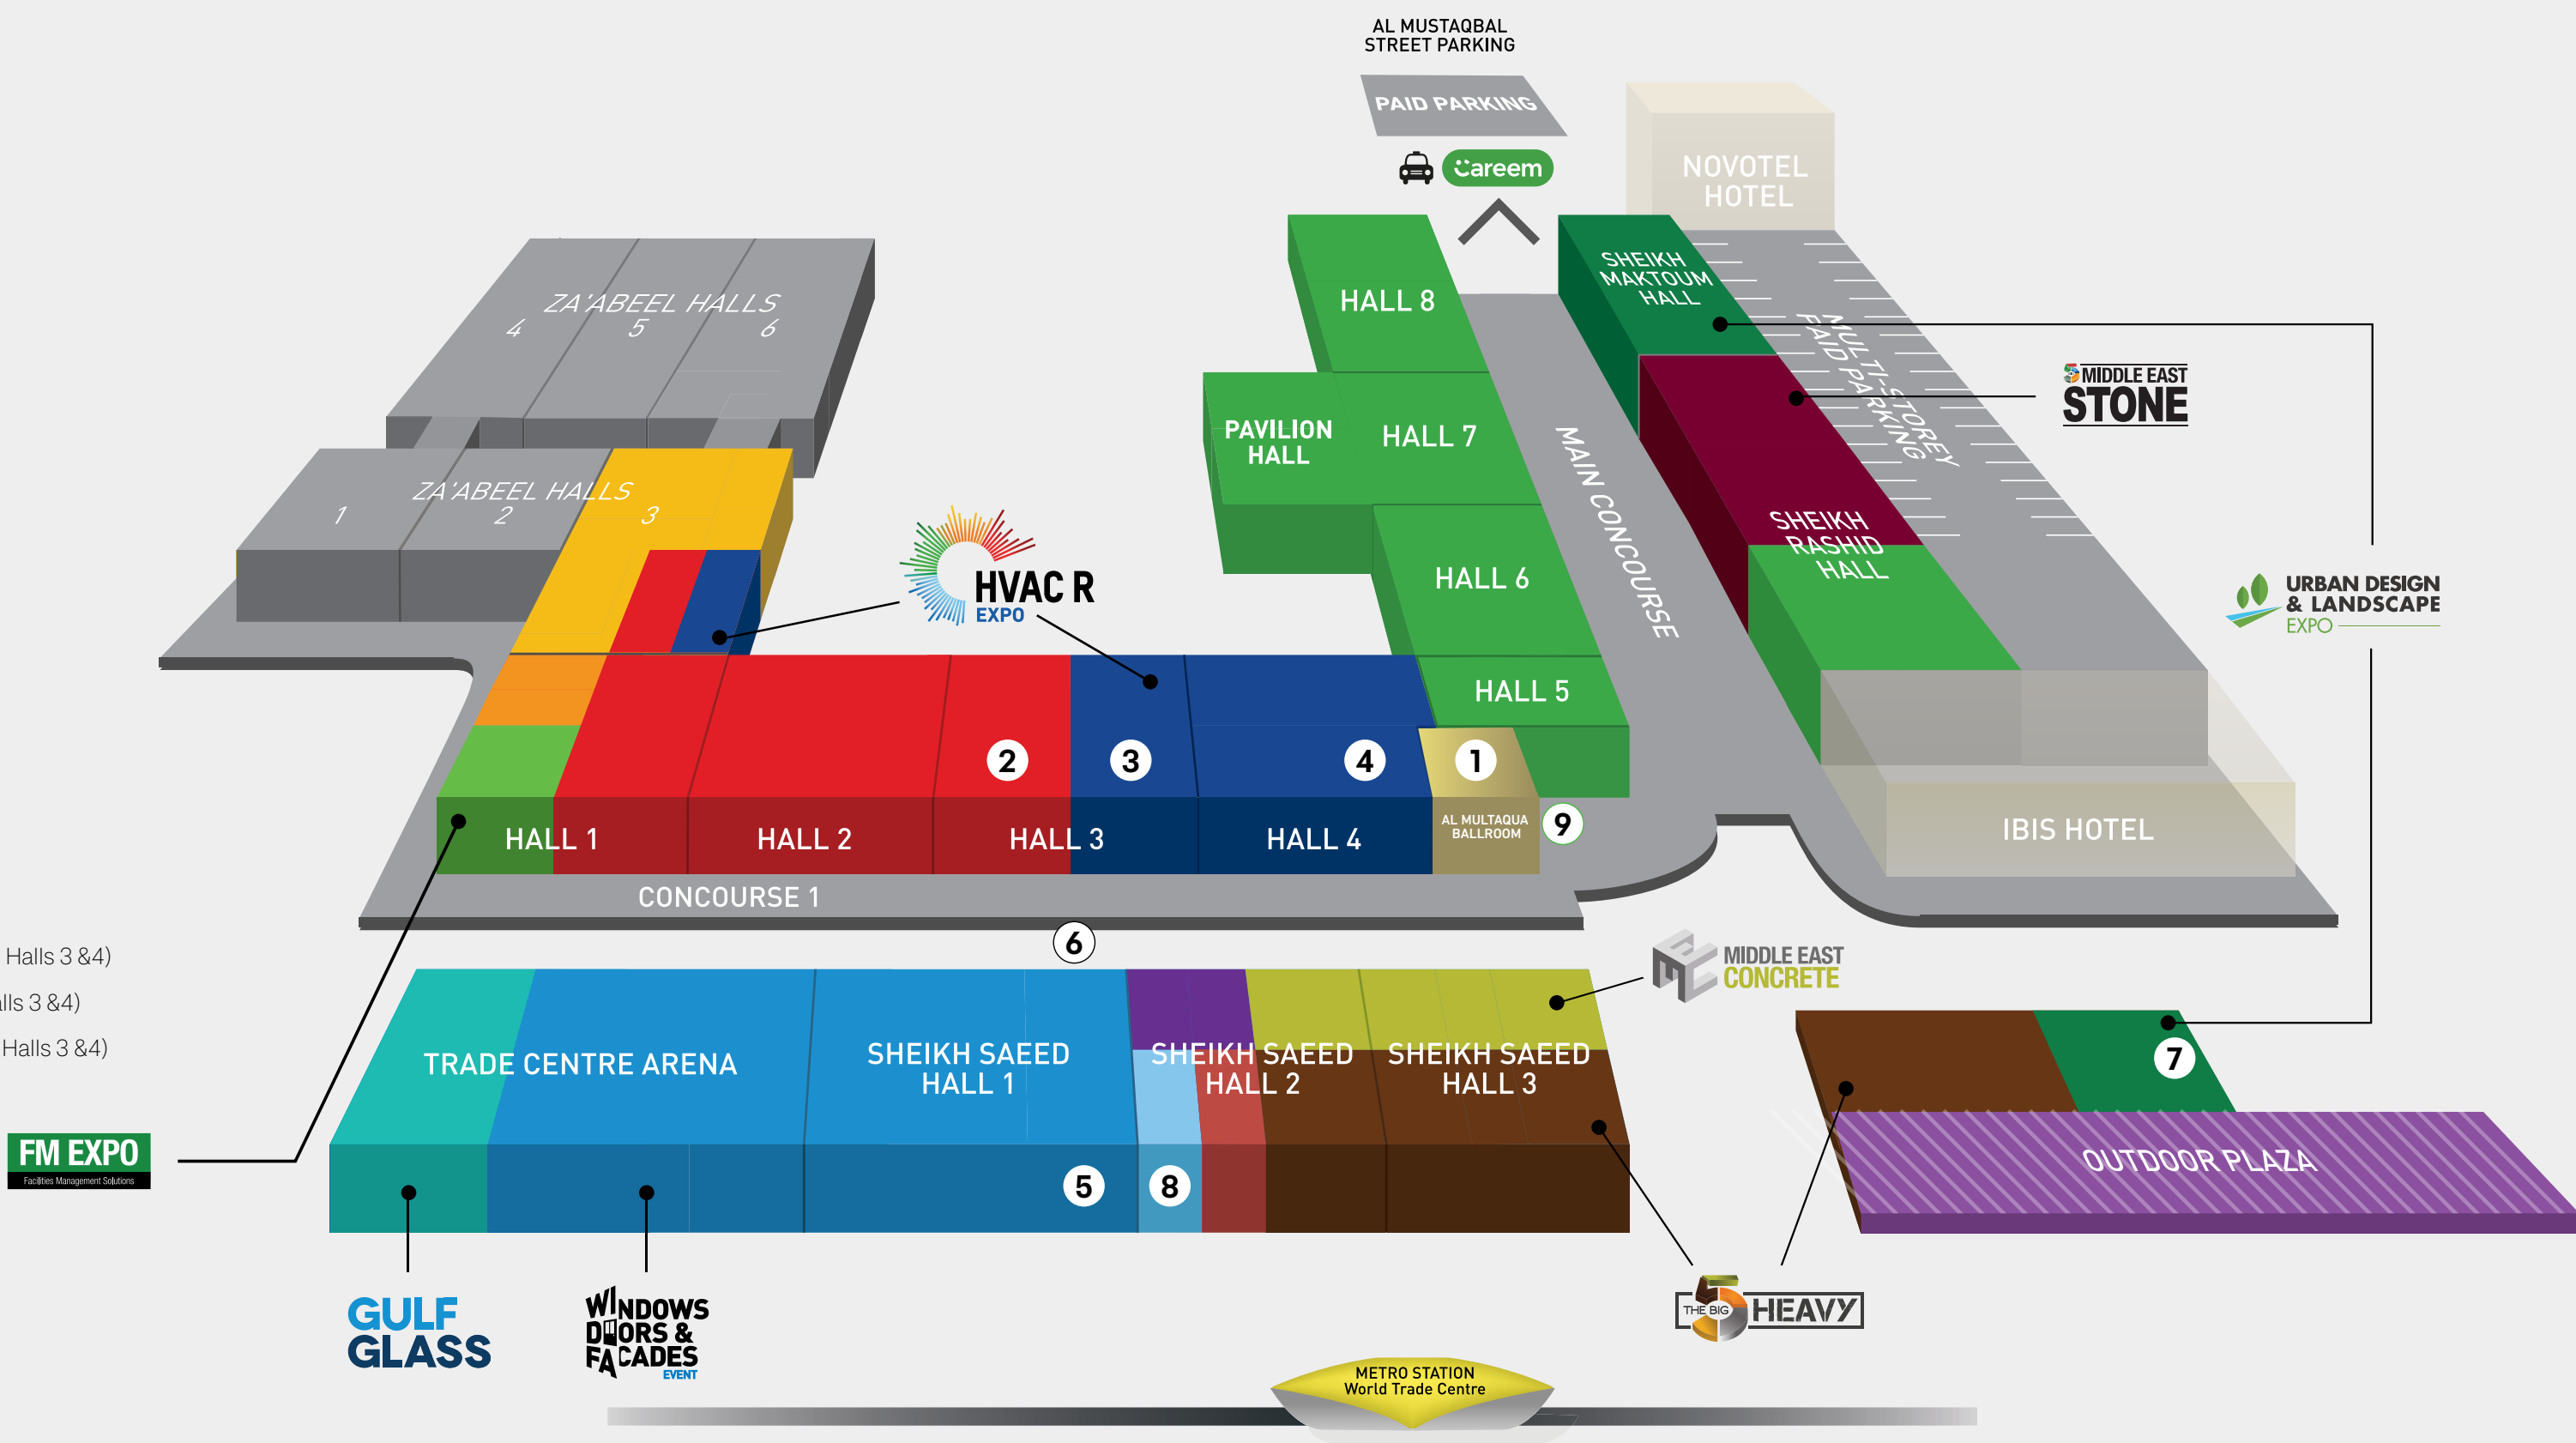 AL MUSTAQBAL
STREET PARKING
PAID PARKING
Careem
NOVOTEL
HOTEL
SHEIKH
MAKTOUM
HALL
HALL 8
ZA'ABEEL HALLS
4 5 6
MULTI-STOREY
PAID PARKING
MIDDLE EAST
STONE
PAVILION
HALL
HALL 7
MAIN CONCOURSE
ZA'ABEEL HALLS
1 2 3
SHEIKH
RASHID
HALL
HVAC R
EXPO
HALL 6
URBAN DESIGN
& LANDSCAPE
EXPO
HALL 5
2
3
4
1
AL MULTAQUA
BALLROOM
9
HALL 1
HALL 2
HALL 3
HALL 4
IBIS HOTEL
CONCOURSE 1
6
Halls 3 &4)
lls 3 &4)
Halls 3 &4)
MEC
MIDDLE EAST
CONCRETE
TRADE CENTRE ARENA
SHEIKH SAEED
HALL 1
SHEIKH SAEED
HALL 2
SHEIKH SAEED
HALL 3
7
OUTDOOR PLAZA
FM EXPO
Facilities Management Solutions
5
8
GULF
GLASS
WINDOWS
DOORS &
FACADES
EVENT
THE BIG 5 HEAVY
METRO STATION
World Trade Centre